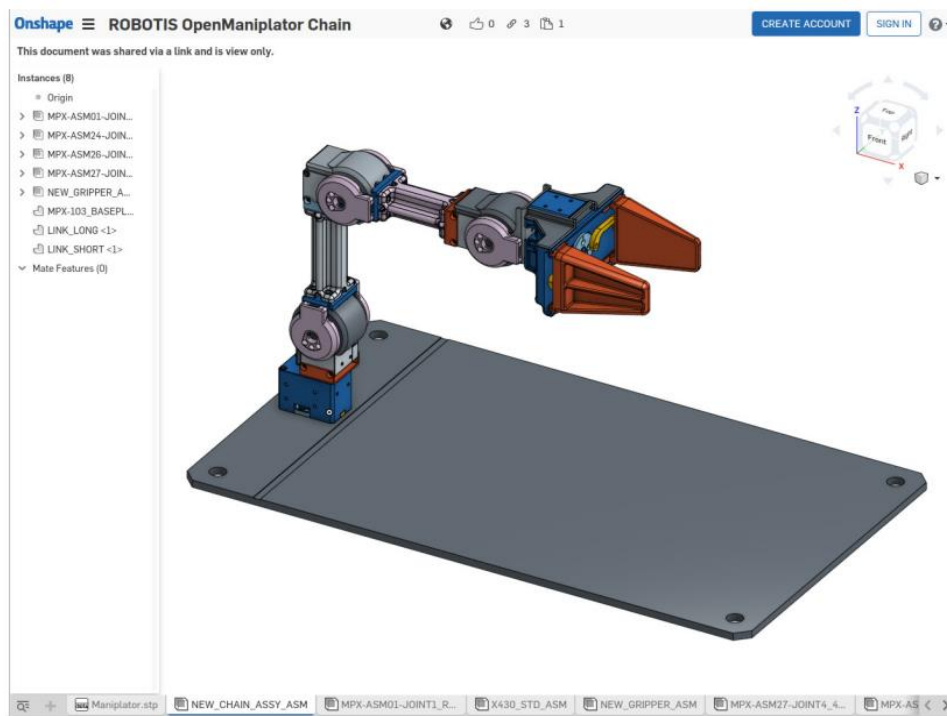 Onshape ROBOTIS OpenManiplator Chain 0 3 1 CREATE ACCOUNT SIGN IN
This document was shared via a link and is view only.
Instances (8)
Origin
MPX-ASM01-JOIN...
MPX-ASM24-JOIN...
MPX-ASM26-JOIN...
MPX-ASM27-JOIN...
NEW_GRIPPER_A...
MPX-103_BASEPL...
LINK_LONG <1>
LINK_SHORT <1>
Mate Features (0)
Z
Front
Right
X
Maniplator.stp NEW_CHAIN_ASSY_ASM MPX-ASM01-JOINT1_R... X430_STD_ASM NEW_GRIPPER_ASM MPX-ASM27-JOINT4_4... MPX-AS